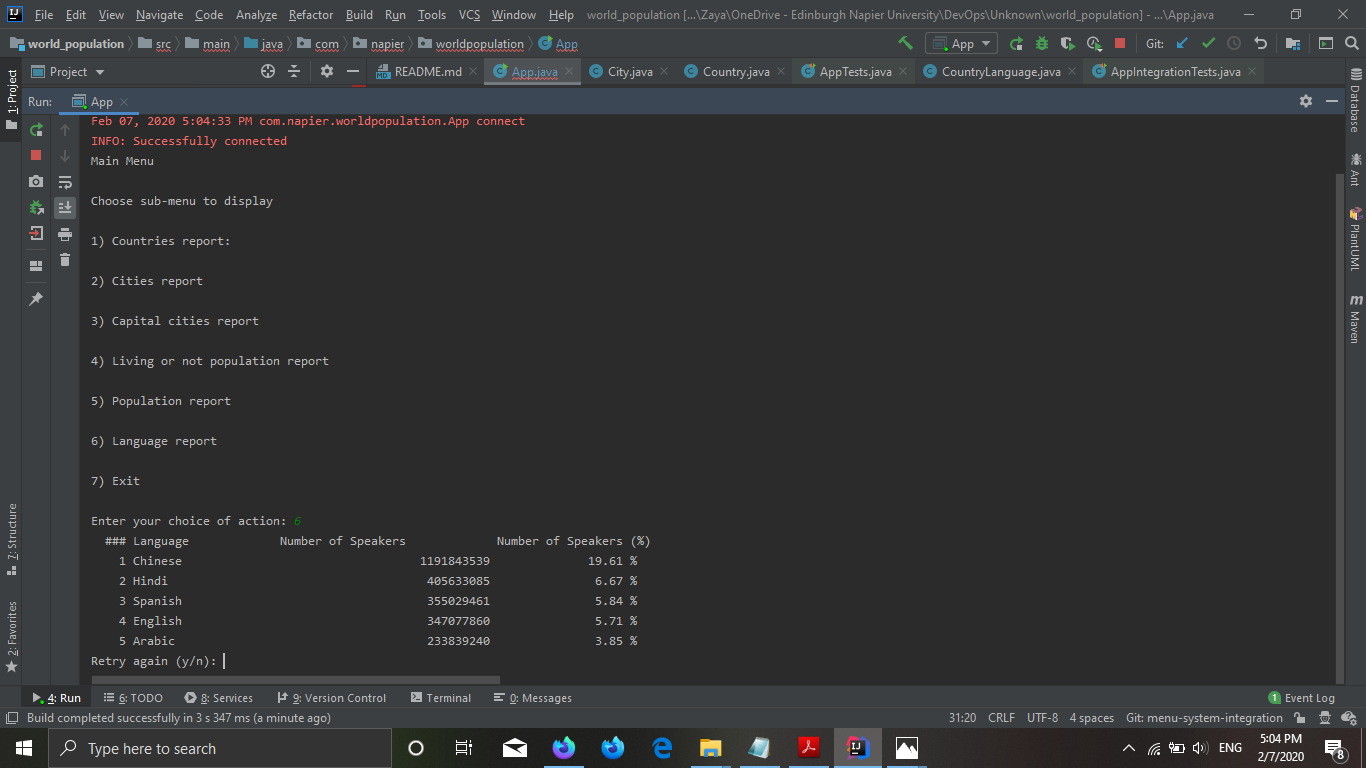 File Edit View Navigate Code Analyze Refactor Build Run Tools VCS Window Help world_population [...\Zaya\OneDrive - Edinburgh Napier University\DevOps\Unknown\world_population] - ...\App.java
world_population src main java com napier worldpopulation App App Git:
Project README.md App.java City.java Country.java AppTests.java CountryLanguage.java AppIntegrationTests.java
1: Project
Run: App
Feb 07, 2020 5:04:33 PM com.napier.worldpopulation.App connect
INFO: Successfully connected
Main Menu
Choose sub-menu to display
1) Countries report:
2) Cities report
3) Capital cities report
4) Living or not population report
5) Population report
6) Language report
7) Exit
Enter your choice of action: 6
### Language Number of Speakers Number of Speakers (%)
1 Chinese 1191843539 19.61 %
2 Hindi 405633085 6.67 %
3 Spanish 355029461 5.84 %
4 English 347077860 5.71 %
5 Arabic 233839240 3.85 %
Retry again (y/n):
7: Structure
2: Favorites
Database
Ant
PlantUML
m
Maven
4: Run 6: TODO 8: Services 9: Version Control Terminal 0: Messages 1 Event Log
Build completed successfully in 3 s 347 ms (a minute ago) 31:20 CRLF UTF-8 4 spaces Git: menu-system-integration
Type here to search ENG 5:04 PM
2/7/2020 8